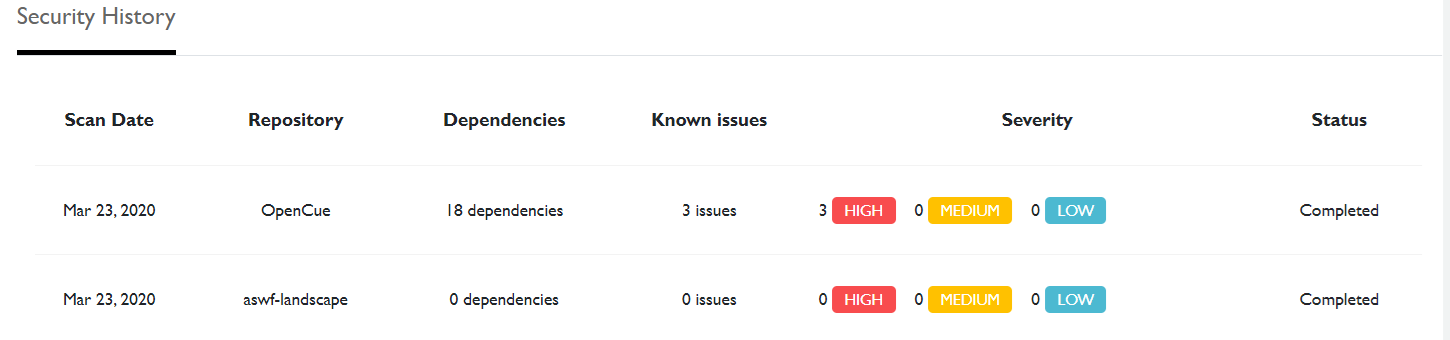 Security History
Scan Date Repository Dependencies Known issues Severity Status
Mar 23, 2020 OpenCue 18 dependencies 3 issues 3 HIGH 0 MEDIUM 0 LOW Completed
Mar 23, 2020 aswf-landscape 0 dependencies 0 issues 0 HIGH 0 MEDIUM 0 LOW Completed